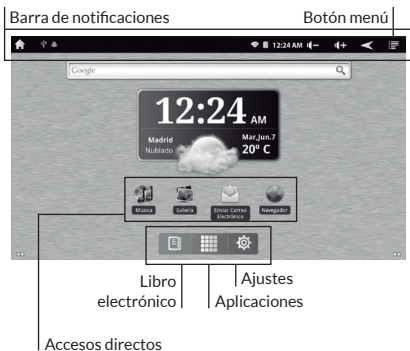 Barra de notificaciones
Botón menú
12:24 AM
Google
12:24 AM
Madrid
Nublado
Mar,Jun.7
20º C
Música
Galería
Enviar Correo
Electrónico
Navegador
Libro
electrónico
Ajustes
Aplicaciones
Accesos directos